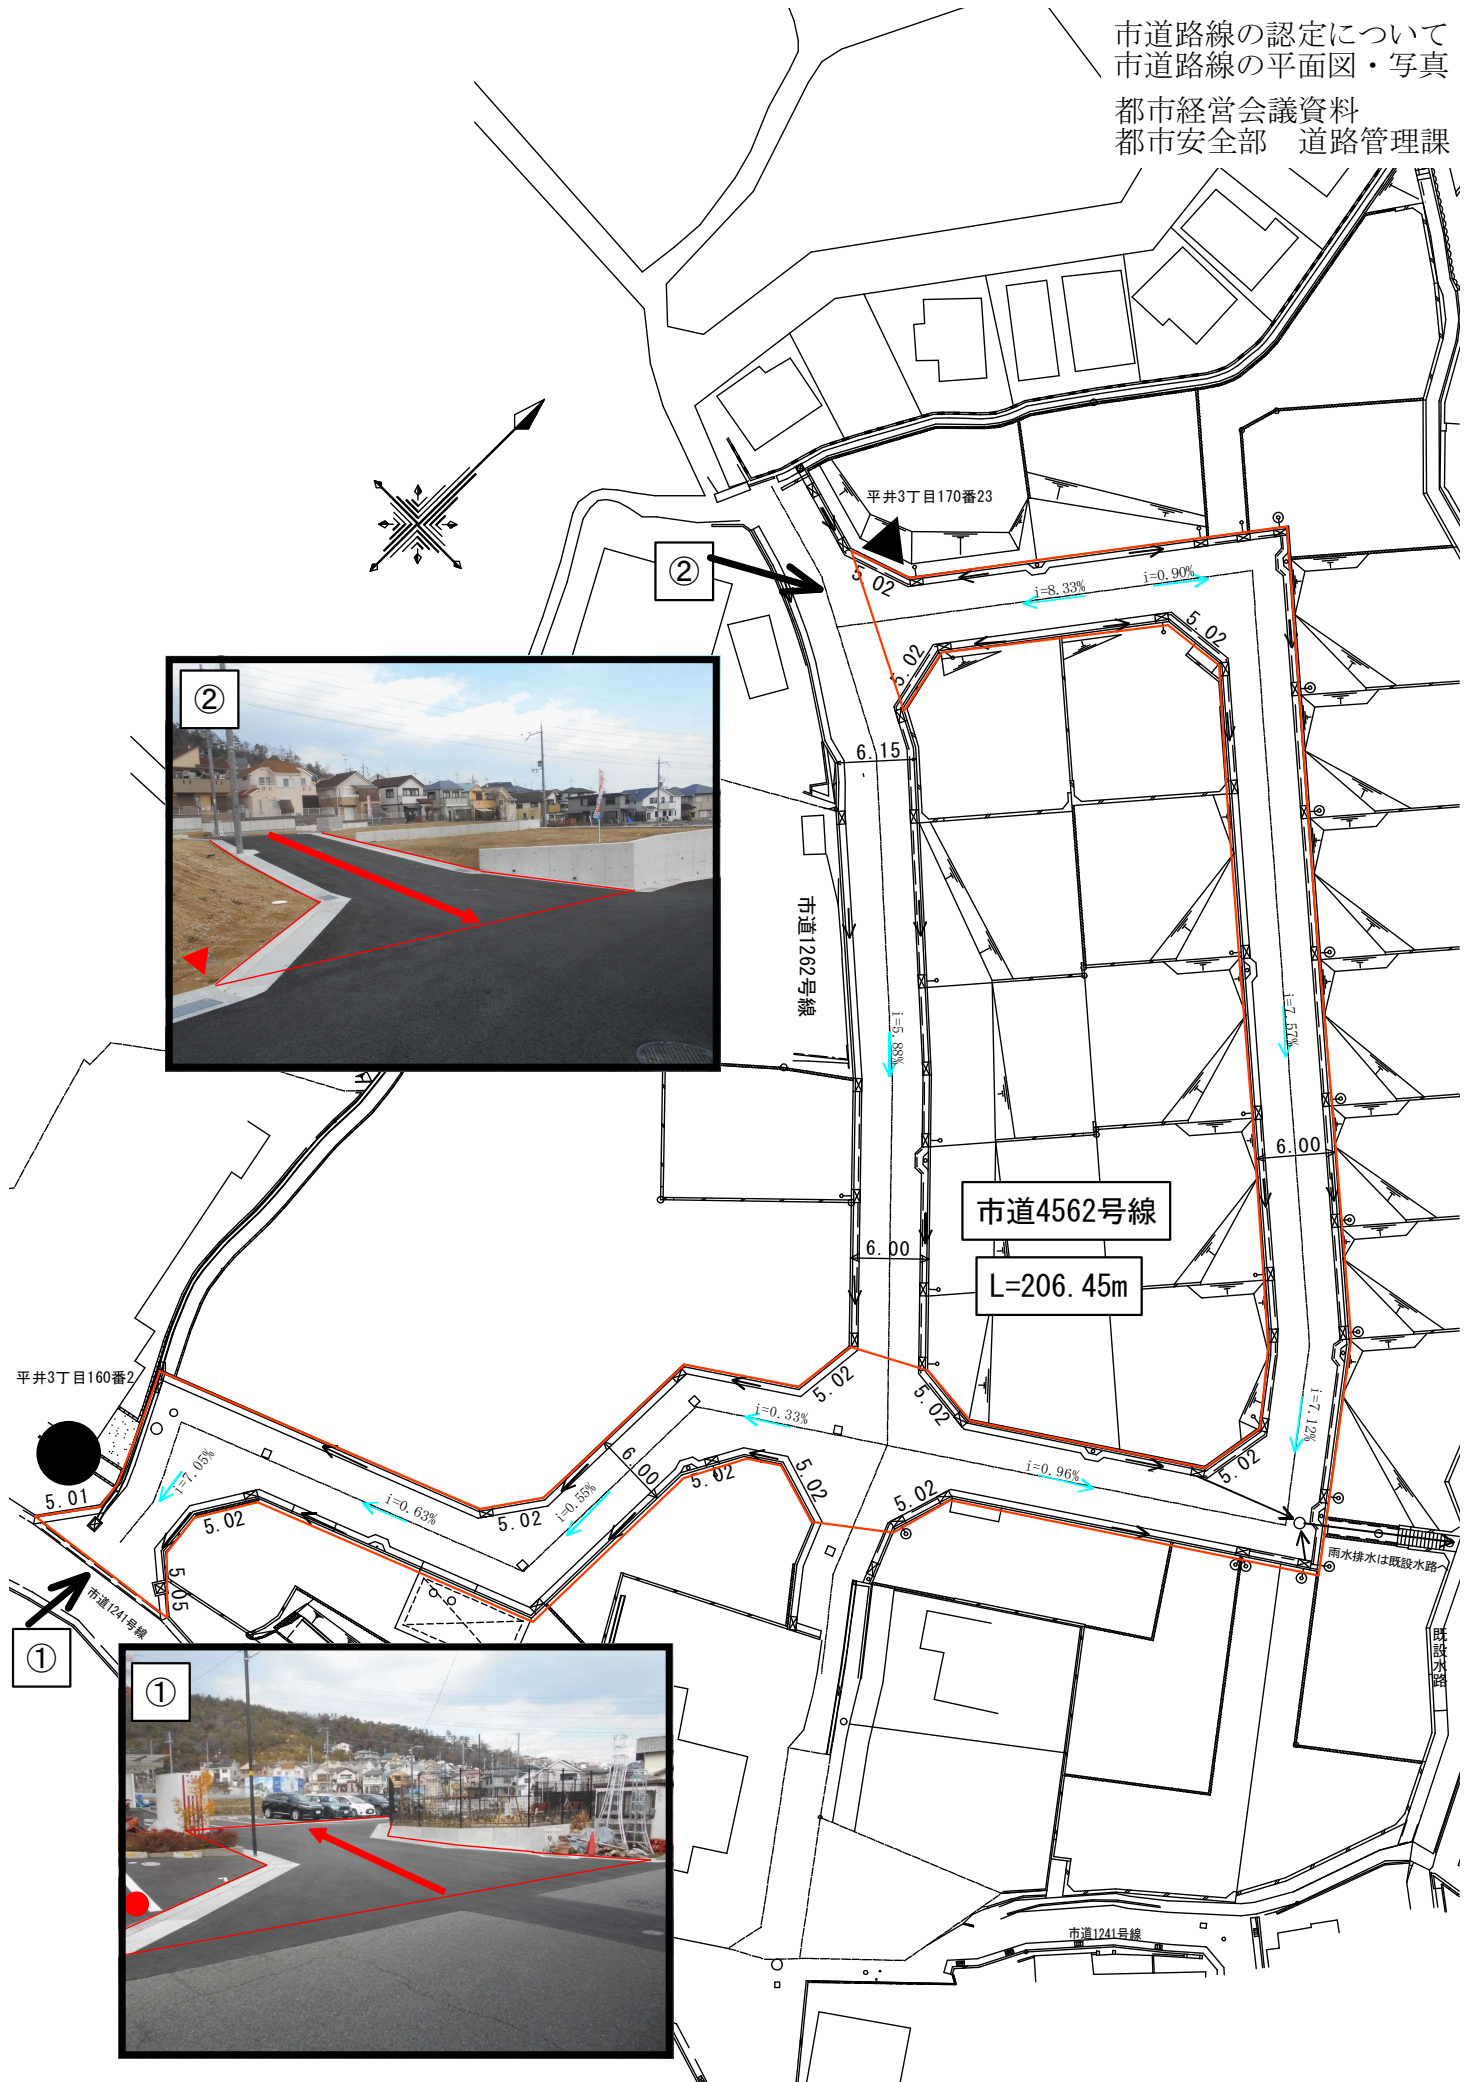 市道路線の認定について
市道路線の平面図・写真
都市経営会議資料
都市安全部　道路管理課
平井3丁目170番23
②
5.02
i=8.33%
i=0.90%
5.02
5.02
②
6.15
市道1262号線
i=5.88%
i=7.57%
6.00
市道4562号線
6.00
L=206.45m
平井3丁目160番2
5.02
5.02
i=7.12%
i=0.33%
6.00
5.02
i=0.96%
i=7.05%
5.01
i=0.63%
i=0.55%
5.02
5.02
5.02
5.02
5.02
雨水排水は既設水路へ
5.05
市道1241号線
①
既設水路
①
市道1241号線